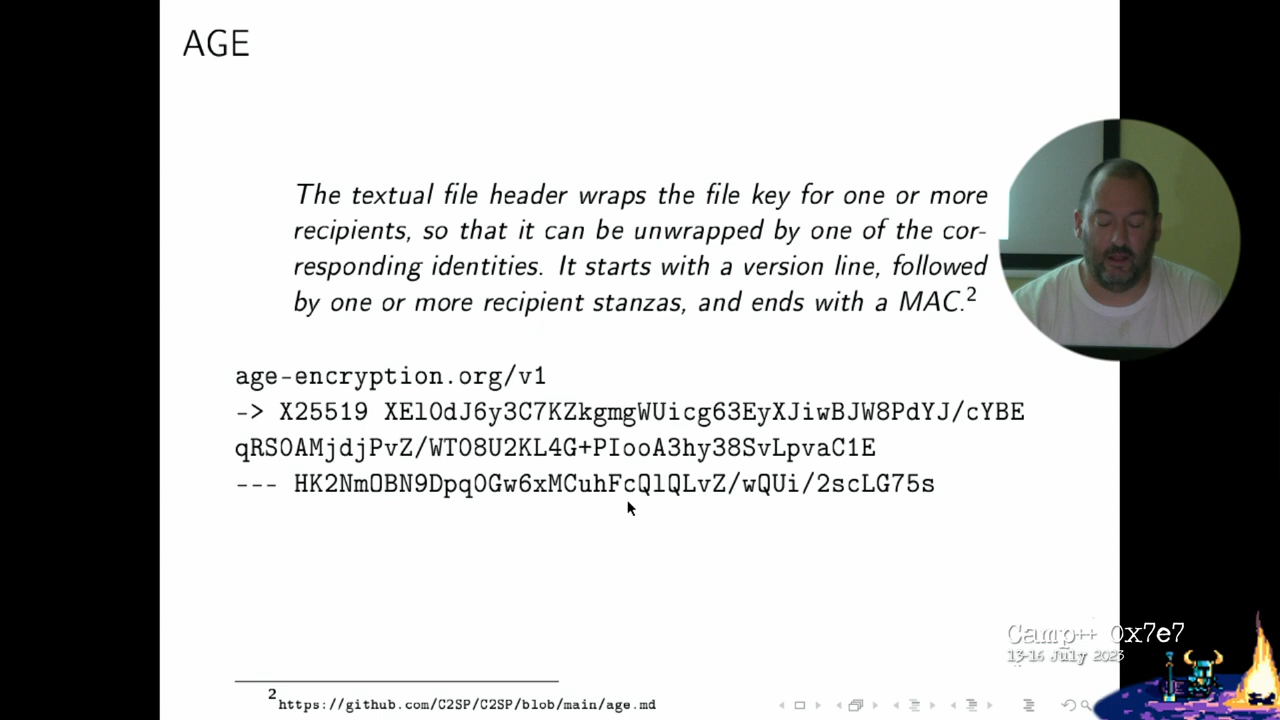 AGE
The textual file header wraps the file key for one or more
recipients, so that it can be unwrapped by one of the cor-
responding identities. It starts with a version line, followed
by one or more recipient stanzas, and ends with a MAC.2
age-encryption.org/v1
-> X25519 XEl0dJ6y3C7KZkgmgWUicg63EyXJiwBJW8PdYJ/cYBE
qRS0AMjdjPvZ/WT08U2KL4G+PIooA3hy38SvLpvaC1E
--- HK2NmOBN9Dpq0Gw6xMCuhFcQlQLvZ/wQUi/2scLG75s
Camp++ 0x7e7
13-16 July 2023
2 https://github.com/C2SP/C2SP/blob/main/age.md